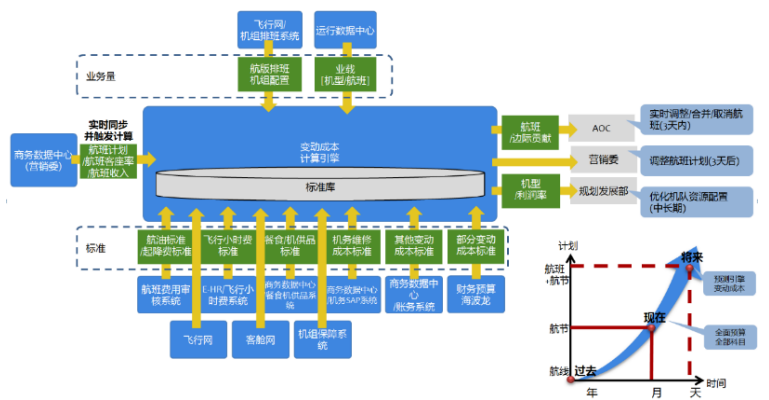 飞行网/
机组排班系统
运行数据中心
业务量
航版排班
机组配置
业载
[机型/航班]
实时同步
并触发计算
商务数据中心
(营销委)
航班计划
/航班客座率
/航班收入
变动成本
计算引擎
标准库
航班
/边际贡献
AOC
实时调整/合并/取消航
班(3天内)
营销委
调整航班计划(3天后)
机型
/利润率
规划发展部
优化机队资源配置
(中长期)
标准
航油标准
/起降费标准
飞行小时费
标准
餐食/机供品
标准
机务维修
成本标准
其他变动
成本标准
部分变动
成本标准
航班费用审
核系统
E-HR/飞行小
时费系统
商务数据中心
/餐食机供品系
统
商务数据中心
/机务SAP系统
商务数据中
心
/账务系统
财务预算
海波龙
飞行网
客舱网
机组保障系
统
计划
将来
航班
+航节
预测引擎
变动成本
现在
航节
全面预算
全部科目
航线
过去
年
月
天
时间